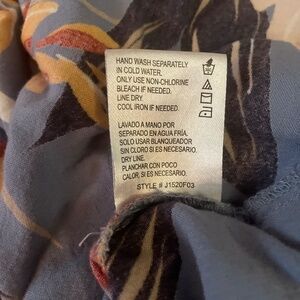 HAND WASH SEPARATELY
IN COLD WATER.
ONLY USE NON-CHLORINE
BLEACH IF NEEDED.
LINE DRY.
COOL IRON IF NEEDED.
LAVADO A MANO POR
SEPARADO EN AGUA FRÍA.
SOLO USAR BLANQUEADOR
SIN CLORO SI ES NECESARIO.
DRY LINE.
PLANCHAR CON POCO
CALOR, SI ES NECESARIO.
STYLE # J1520F03